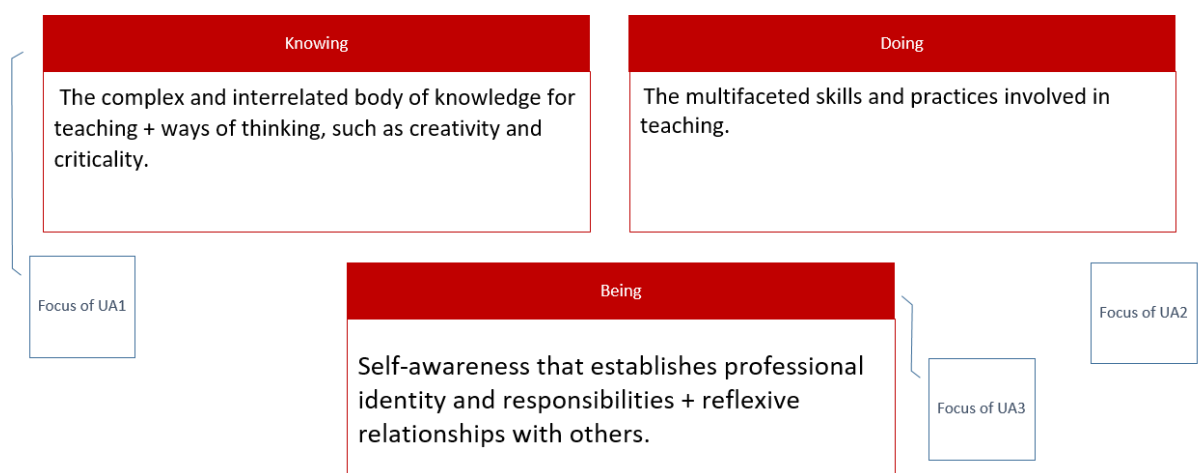 Knowing
The complex and interrelated body of knowledge for
teaching + ways of thinking, such as creativity and
criticality.
Doing
The multifaceted skills and practices involved in
teaching.
Focus of UA1
Being
Self-awareness that establishes professional
identity and responsibilities + reflexive
relationships with others.
Focus of UA2
Focus of UA3